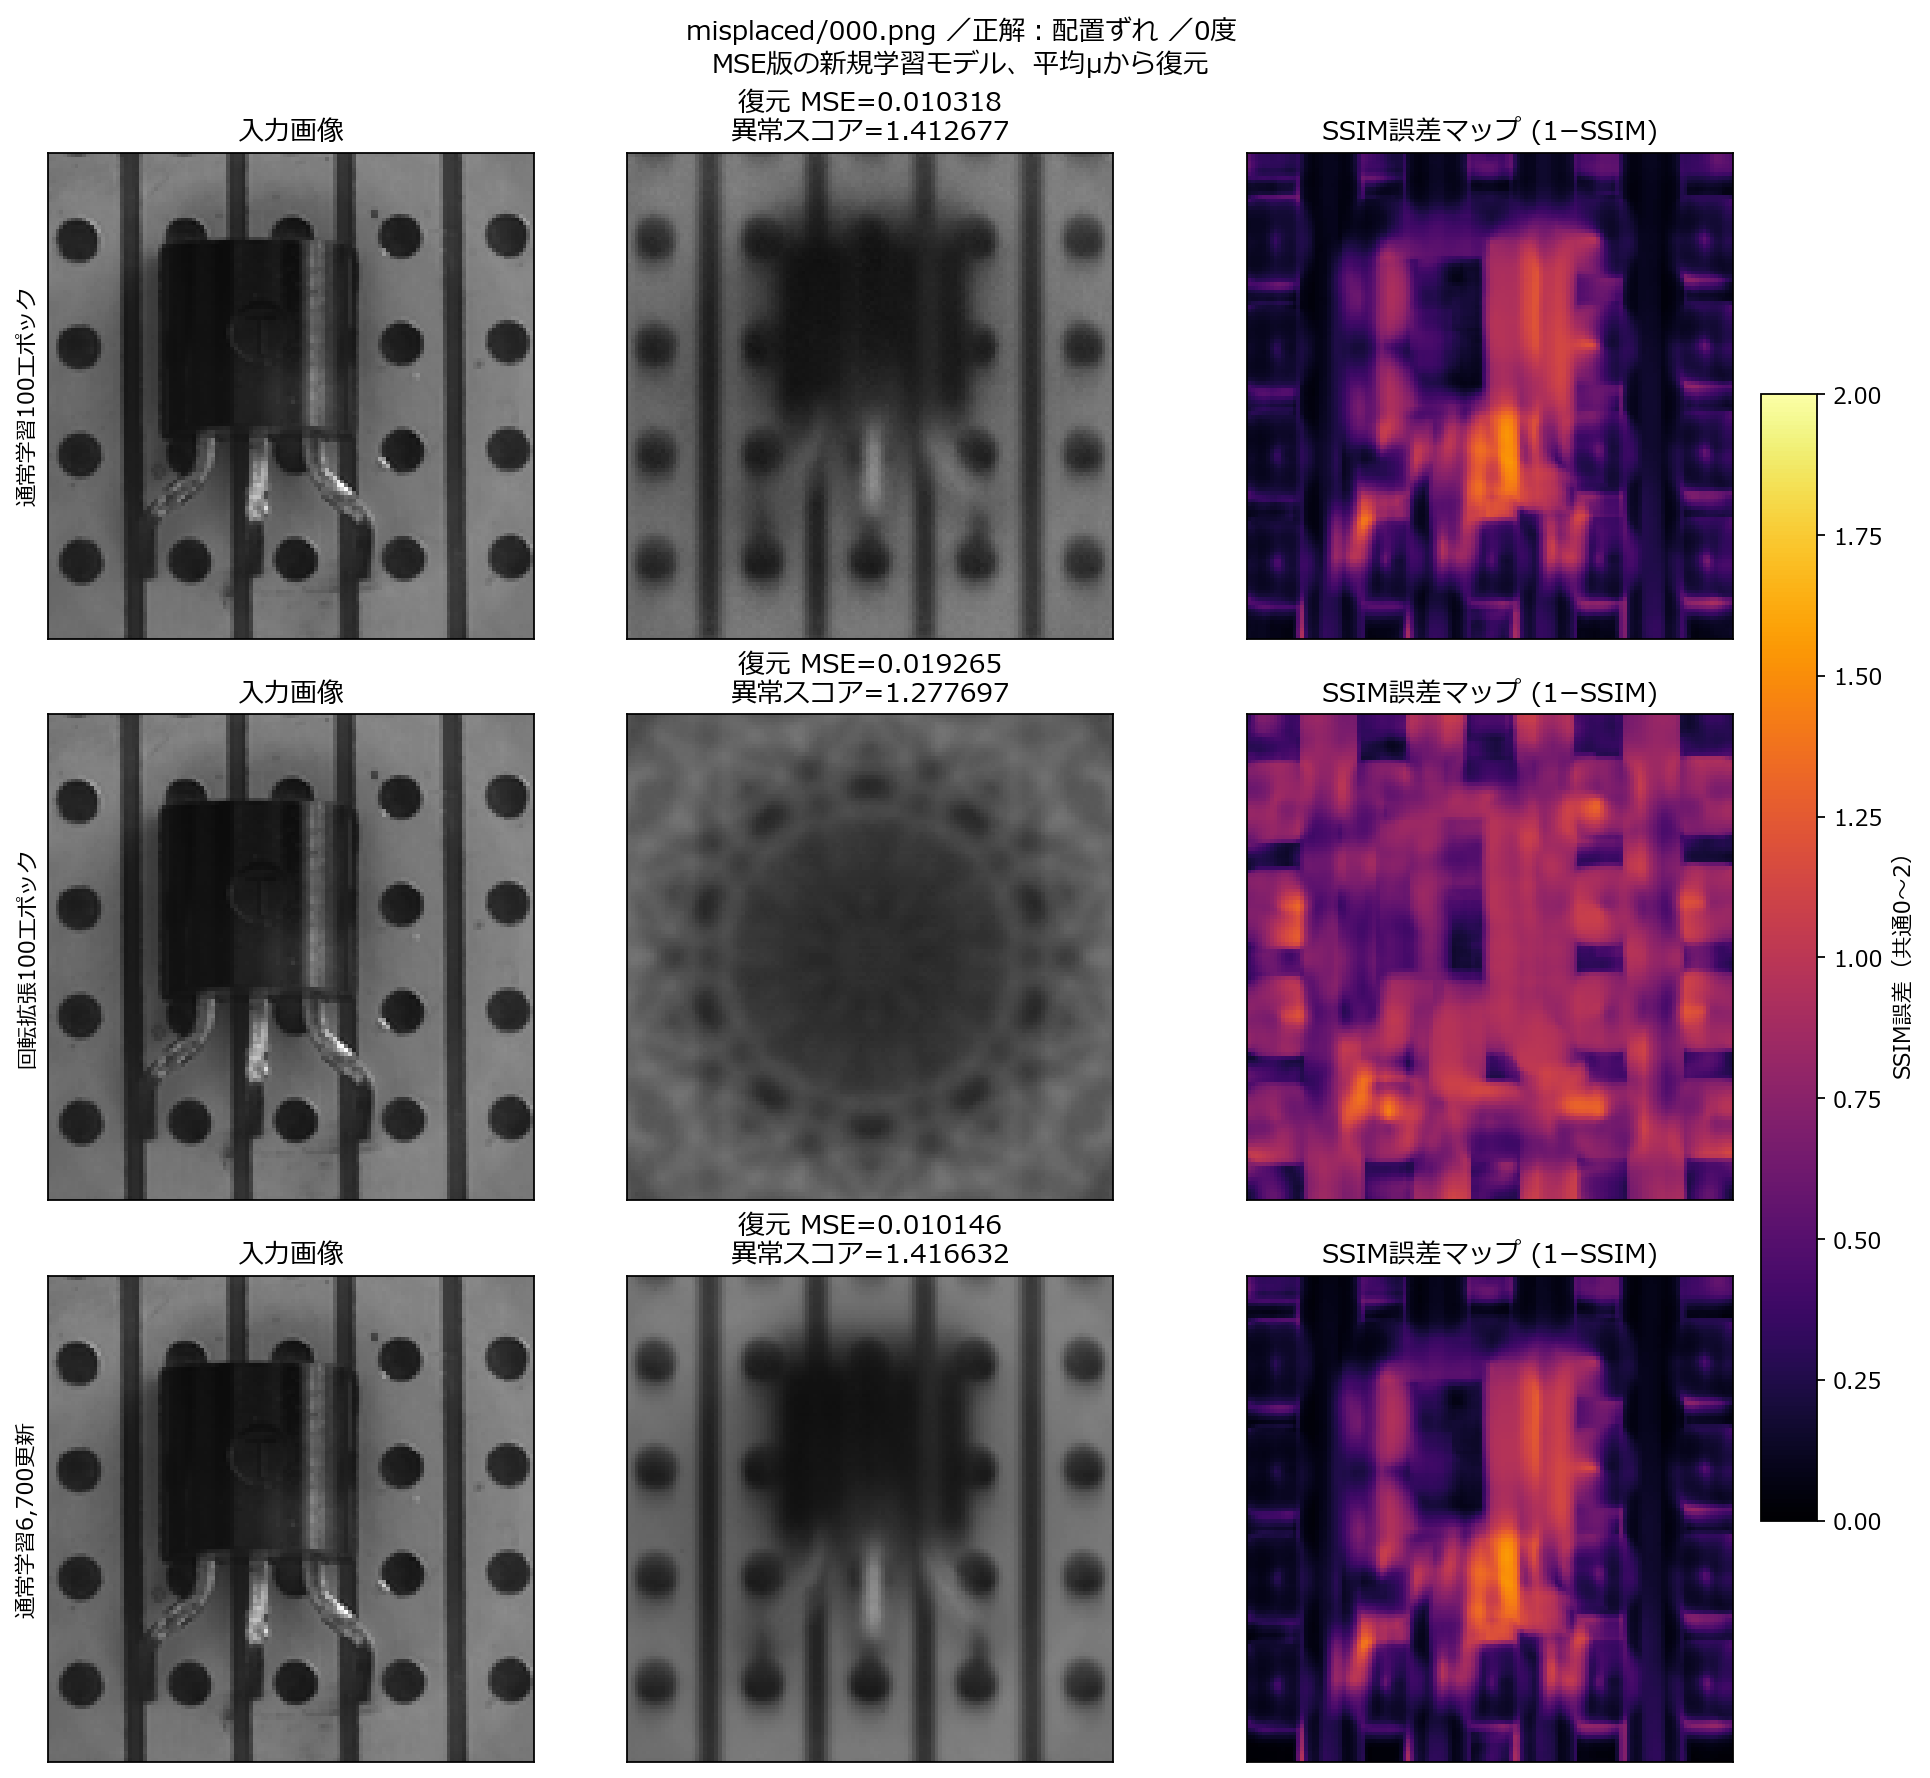 misplaced/000.png ／正解：配置ずれ ／0度
MSE版の新規学習モデル、平均μから復元
入力画像
復元 MSE=0.010318
異常スコア=1.412677
SSIM誤差マップ (1−SSIM)
通常学習100エポック
入力画像
復元 MSE=0.019265
異常スコア=1.277697
SSIM誤差マップ (1−SSIM)
回転拡張100エポック
入力画像
復元 MSE=0.010146
異常スコア=1.416632
SSIM誤差マップ (1−SSIM)
通常学習6,700更新
2.00
1.75
1.50
1.25
1.00
0.75
0.50
0.25
0.00
SSIM誤差（共通0～2）